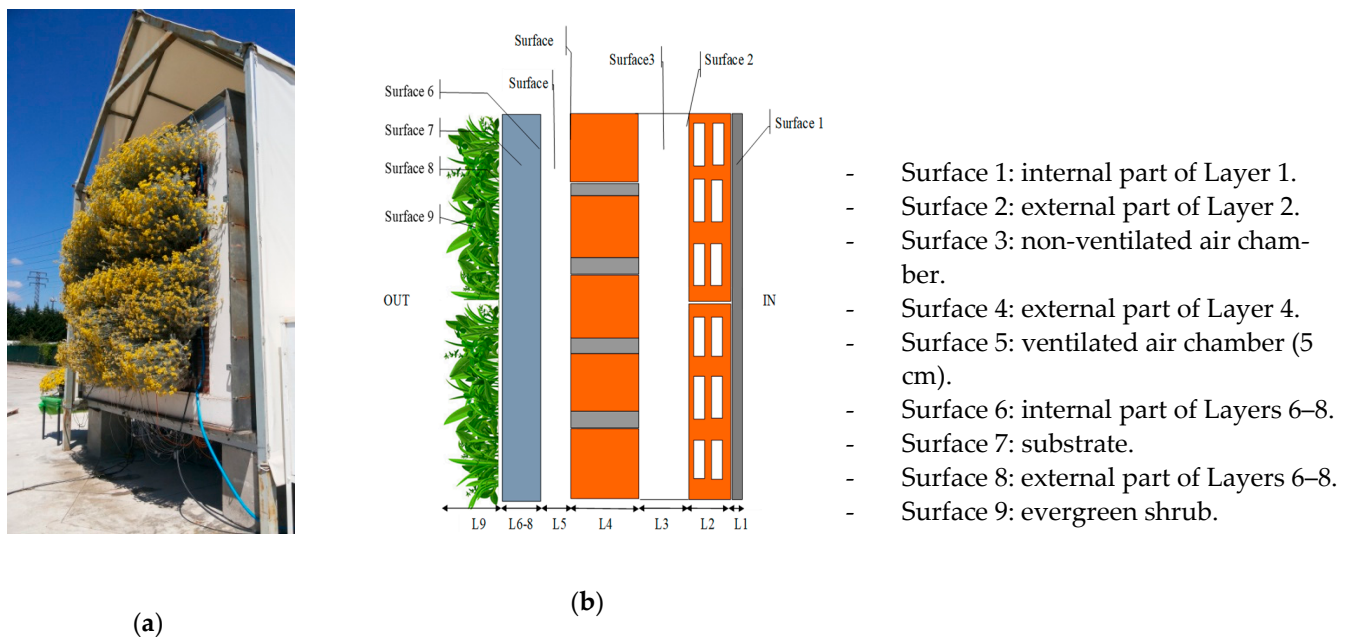 Surface
Surface3
Surface 2
Surface
Surface 6
Surface 7
Surface 1
Surface 8
Surface 9
OUT
IN
L9
L6-8
L5
L4
L3
L2
L1
- Surface 1: internal part of Layer 1.
- Surface 2: external part of Layer 2.
- Surface 3: non-ventilated air cham-
ber.
- Surface 4: external part of Layer 4.
- Surface 5: ventilated air chamber (5
cm).
- Surface 6: internal part of Layers 6–8.
- Surface 7: substrate.
- Surface 8: external part of Layers 6–8.
- Surface 9: evergreen shrub.
(a)
(b)